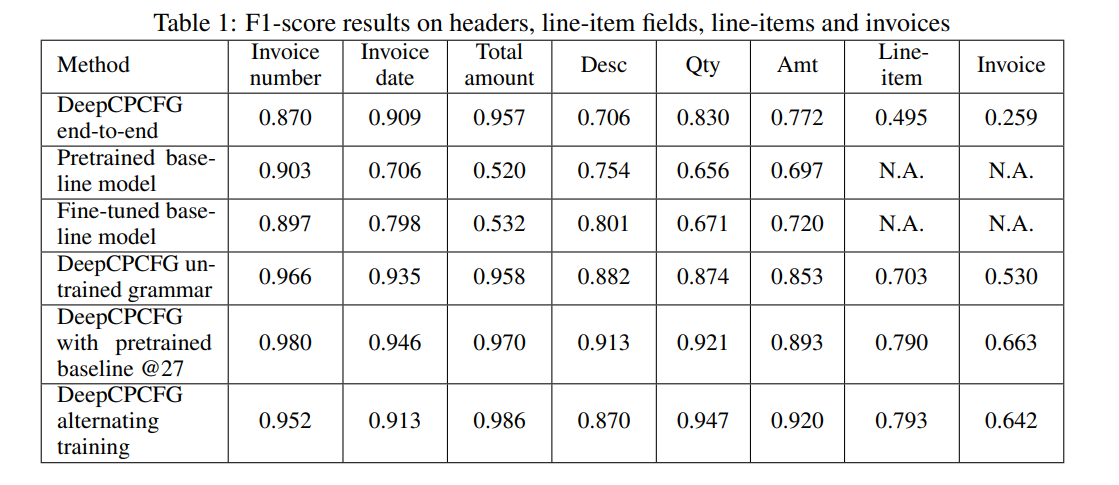 Table 1: F1-score results on headers, line-item fields, line-items and invoices
Method Invoice number Invoice date Total amount Desc Qty Amt Line-item Invoice
DeepCPCFG end-to-end 0.870 0.909 0.957 0.706 0.830 0.772 0.495 0.259
Pretrained base-line model 0.903 0.706 0.520 0.754 0.656 0.697 N.A. N.A.
Fine-tuned base-line model 0.897 0.798 0.532 0.801 0.671 0.720 N.A. N.A.
DeepCPCFG un-trained grammar 0.966 0.935 0.958 0.882 0.874 0.853 0.703 0.530
DeepCPCFG with pretrained baseline @27 0.980 0.946 0.970 0.913 0.921 0.893 0.790 0.663
DeepCPCFG alternating training 0.952 0.913 0.986 0.870 0.947 0.920 0.793 0.642